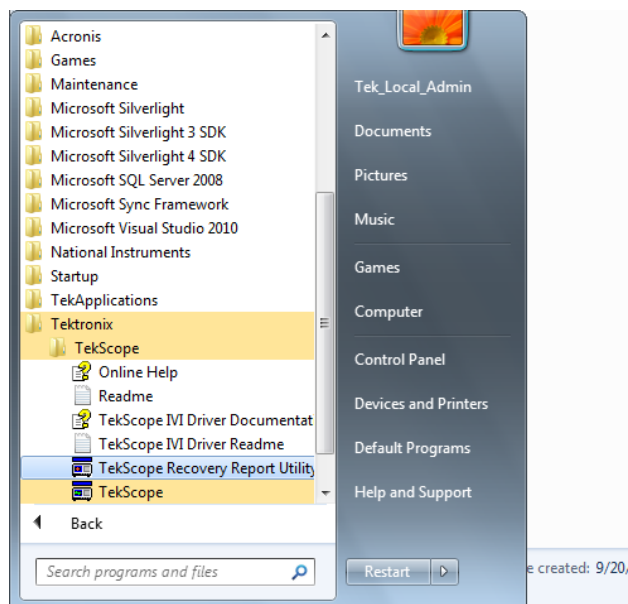 Acronis
Games
Maintenance
Microsoft Silverlight
Microsoft Silverlight 3 SDK
Microsoft Silverlight 4 SDK
Microsoft SQL Server 2008
Microsoft Sync Framework
Microsoft Visual Studio 2010
National Instruments
Startup
TekApplications
Tektronix
TekScope
Online Help
Readme
TekScope IVI Driver Documentat
TekScope IVI Driver Readme
TekScope Recovery Report Utility
TekScope
Back
Search programs and files
Tek_Local_Admin
Documents
Pictures
Music
Games
Computer
Control Panel
Devices and Printers
Default Programs
Help and Support
Restart
e created: 9/20/